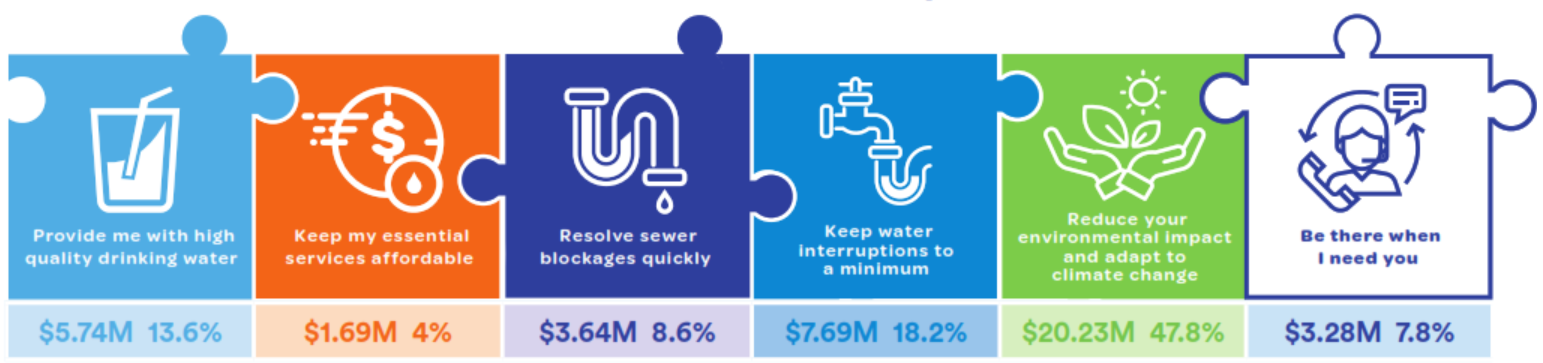 Provide me with high
quality drinking water
$5.74M 13.6%
$
Keep my essential
services affordable
$1.69M 4%
Resolve sewer
blockages quickly
$3.64M 8.6%
Keep water
interruptions to
a minimum
$7.69M 18.2%
Reduce your
environmental impact
and adapt to
climate change
$20.23M 47.8%
Be there when
I need you
$3.28M 7.8%